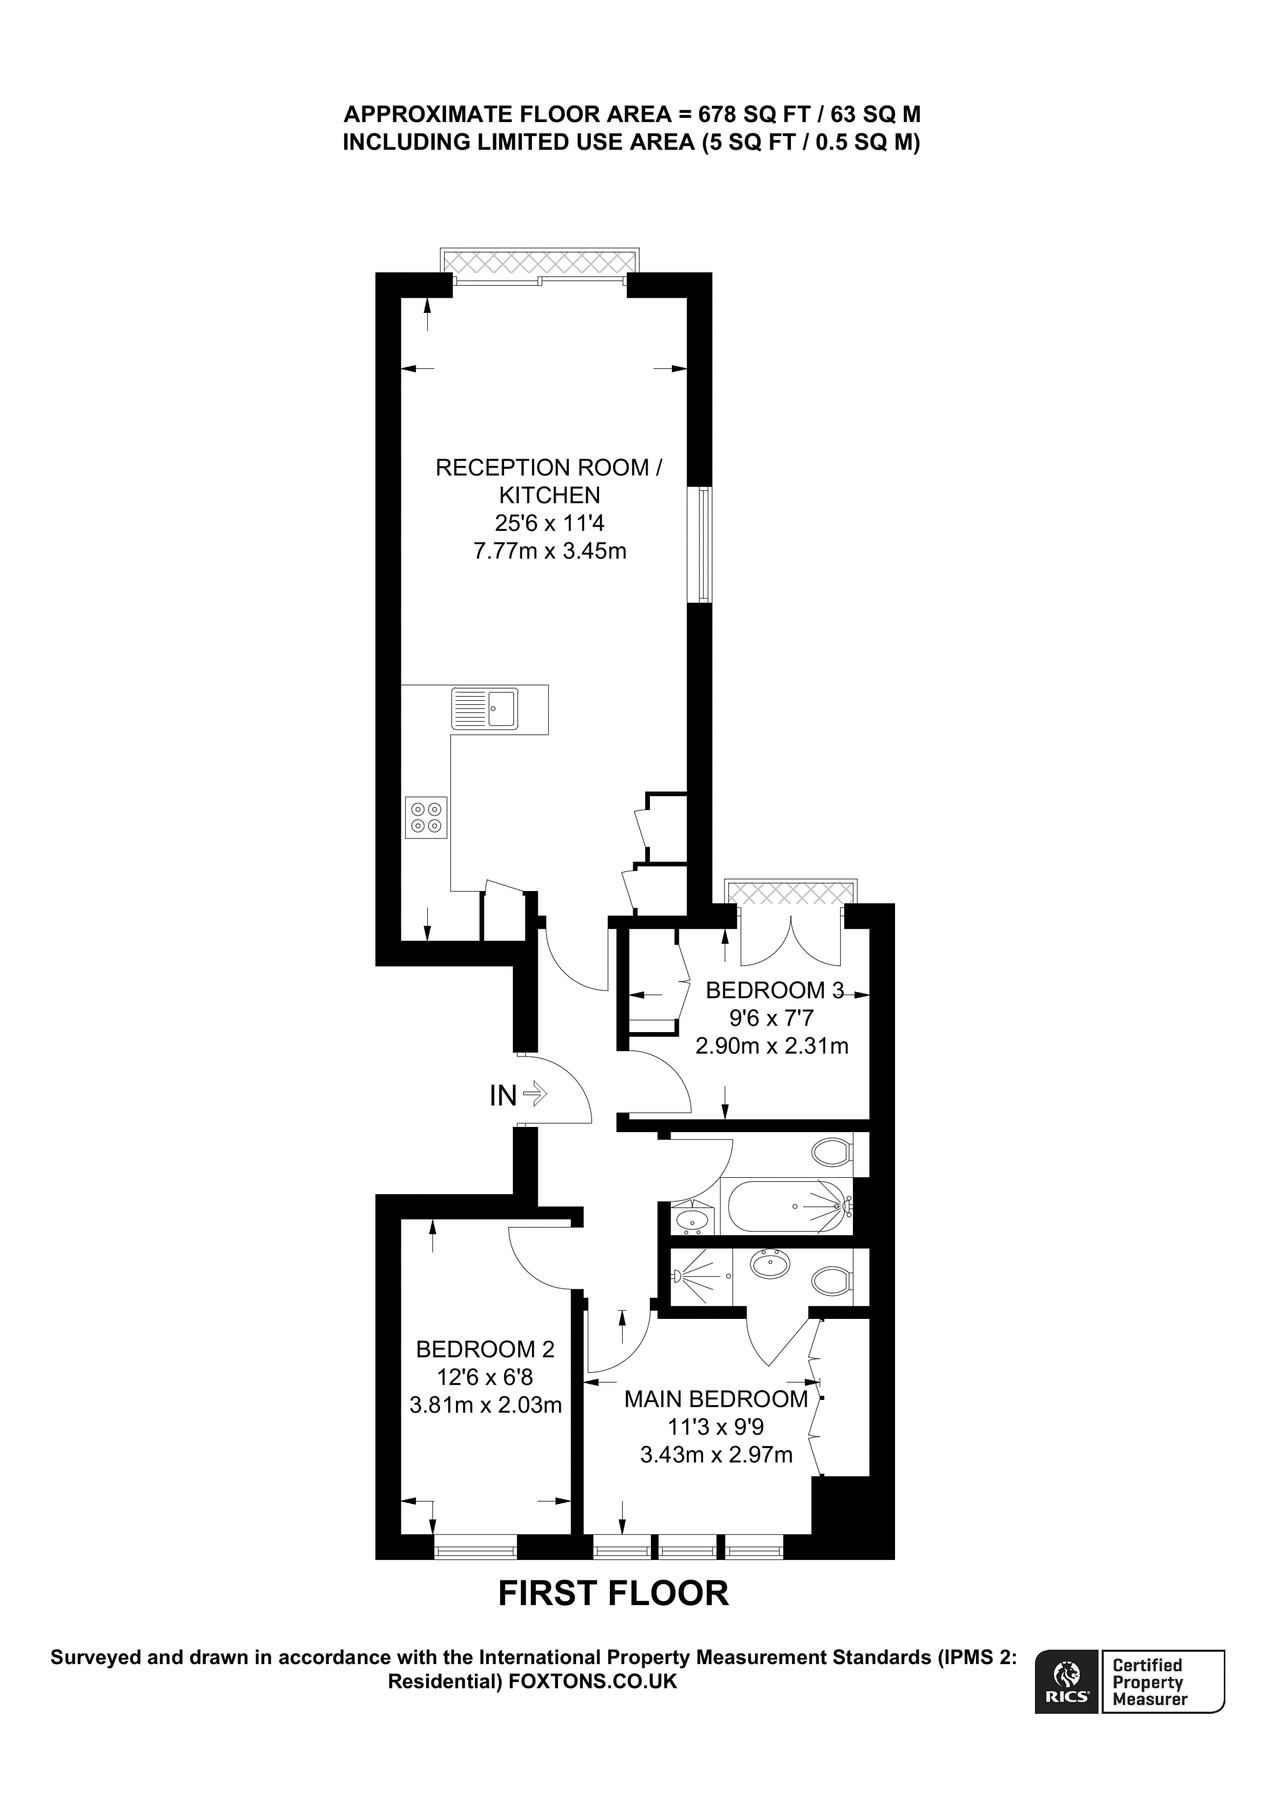 APPROXIMATE FLOOR AREA = 678 SQ FT / 63 SQ M
INCLUDING LIMITED USE AREA (5 SQ FT / 0.5 SQ M)
RECEPTION ROOM /
KITCHEN
25'6 x 11'4
7.77m x 3.45m
BEDROOM 3
9'6 x 7'7
2.90m x 2.31m
IN
BEDROOM 2
12'6 x 6'8
3.81m x 2.03m
MAIN BEDROOM
11'3 x 9'9
3.43m x 2.97m
FIRST FLOOR
Surveyed and drawn in accordance with the International Property Measurement Standards (IPMS 2:
Residential) FOXTONS.CO.UK
RICS
Certified
Property
Measurer